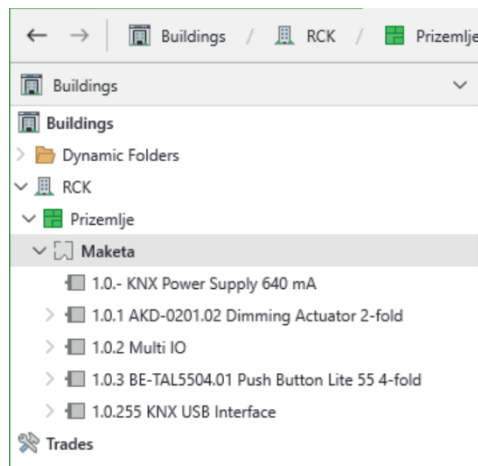 Buildings / RCK / Prizemlje
Buildings
Buildings
Dynamic Folders
RCK
Prizemlje
Maketa
1.0.- KNX Power Supply 640 mA
1.0.1 AKD-0201.02 Dimming Actuator 2-fold
1.0.2 Multi IO
1.0.3 BE-TAL5504.01 Push Button Lite 55 4-fold
1.0.255 KNX USB Interface
Trades